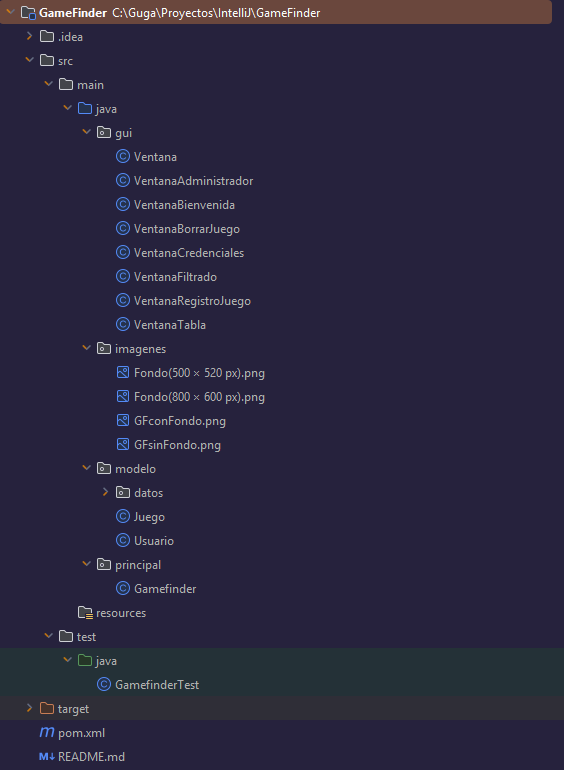 GameFinder C:\Guga\Proyectos\IntelliJ\GameFinder
.idea
src
main
java
gui
Ventana
VentanaAdministrador
VentanaBienvenida
VentanaBorrarJuego
VentanaCredenciales
VentanaFiltrado
VentanaRegistroJuego
VentanaTabla
imagenes
Fondo(500 × 520 px).png
Fondo(800 × 600 px).png
GFconFondo.png
GFsinFondo.png
modelo
datos
Juego
Usuario
principal
Gamefinder
resources
test
java
GamefinderTest
target
pom.xml
README.md